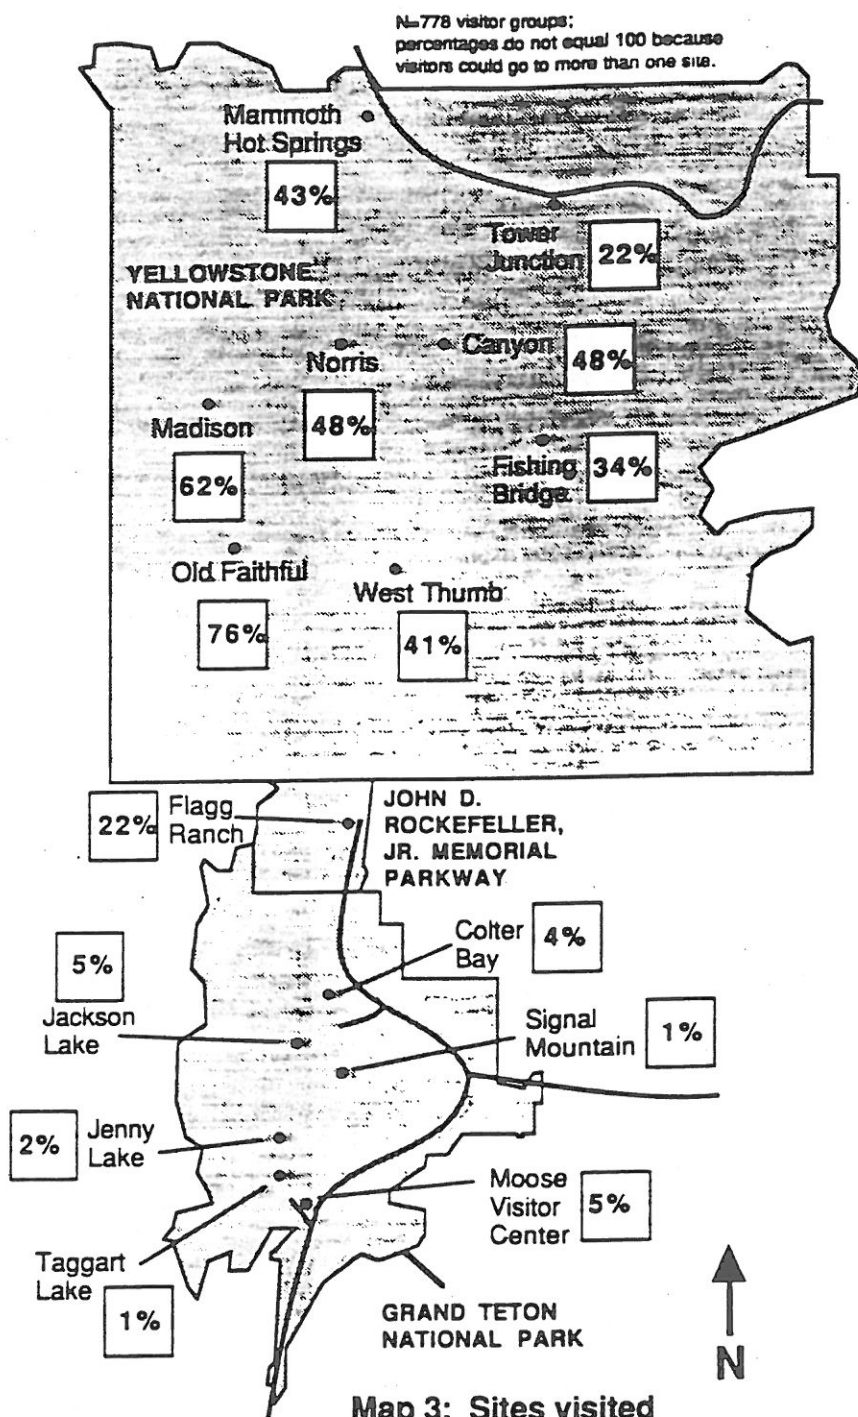 N=778 visitor groups;
percentages do not equal 100 because
visitors could go to more than one site.
Mammoth
Hot Springs
43%
Tower
Junction
22%
YELLOWSTONE
NATIONAL PARK
Norris
48%
Canyon
48%
Madison
62%
Fishing
Bridge
34%
Old Faithful
76%
West Thumb
41%
22%
Flagg
Ranch
JOHN D.
ROCKEFELLER,
JR. MEMORIAL
PARKWAY
Colter
Bay
4%
5%
Jackson
Lake
Signal
Mountain
1%
2%
Jenny
Lake
Moose
Visitor
Center
5%
Taggart
Lake
1%
GRAND TETON
NATIONAL PARK
N
Map 3: Sites visited